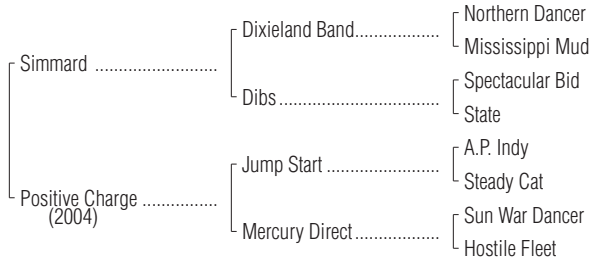 Northern Dancer
Dixieland Band..................
Mississippi Mud
Simmard ..........................
Spectacular Bid
Dibs..................................
State
A.P. Indy
Jump Start ........................
Steady Cat
Positive Charge ................
(2004)
Sun War Dancer
Mercury Direct..................
Hostile Fleet